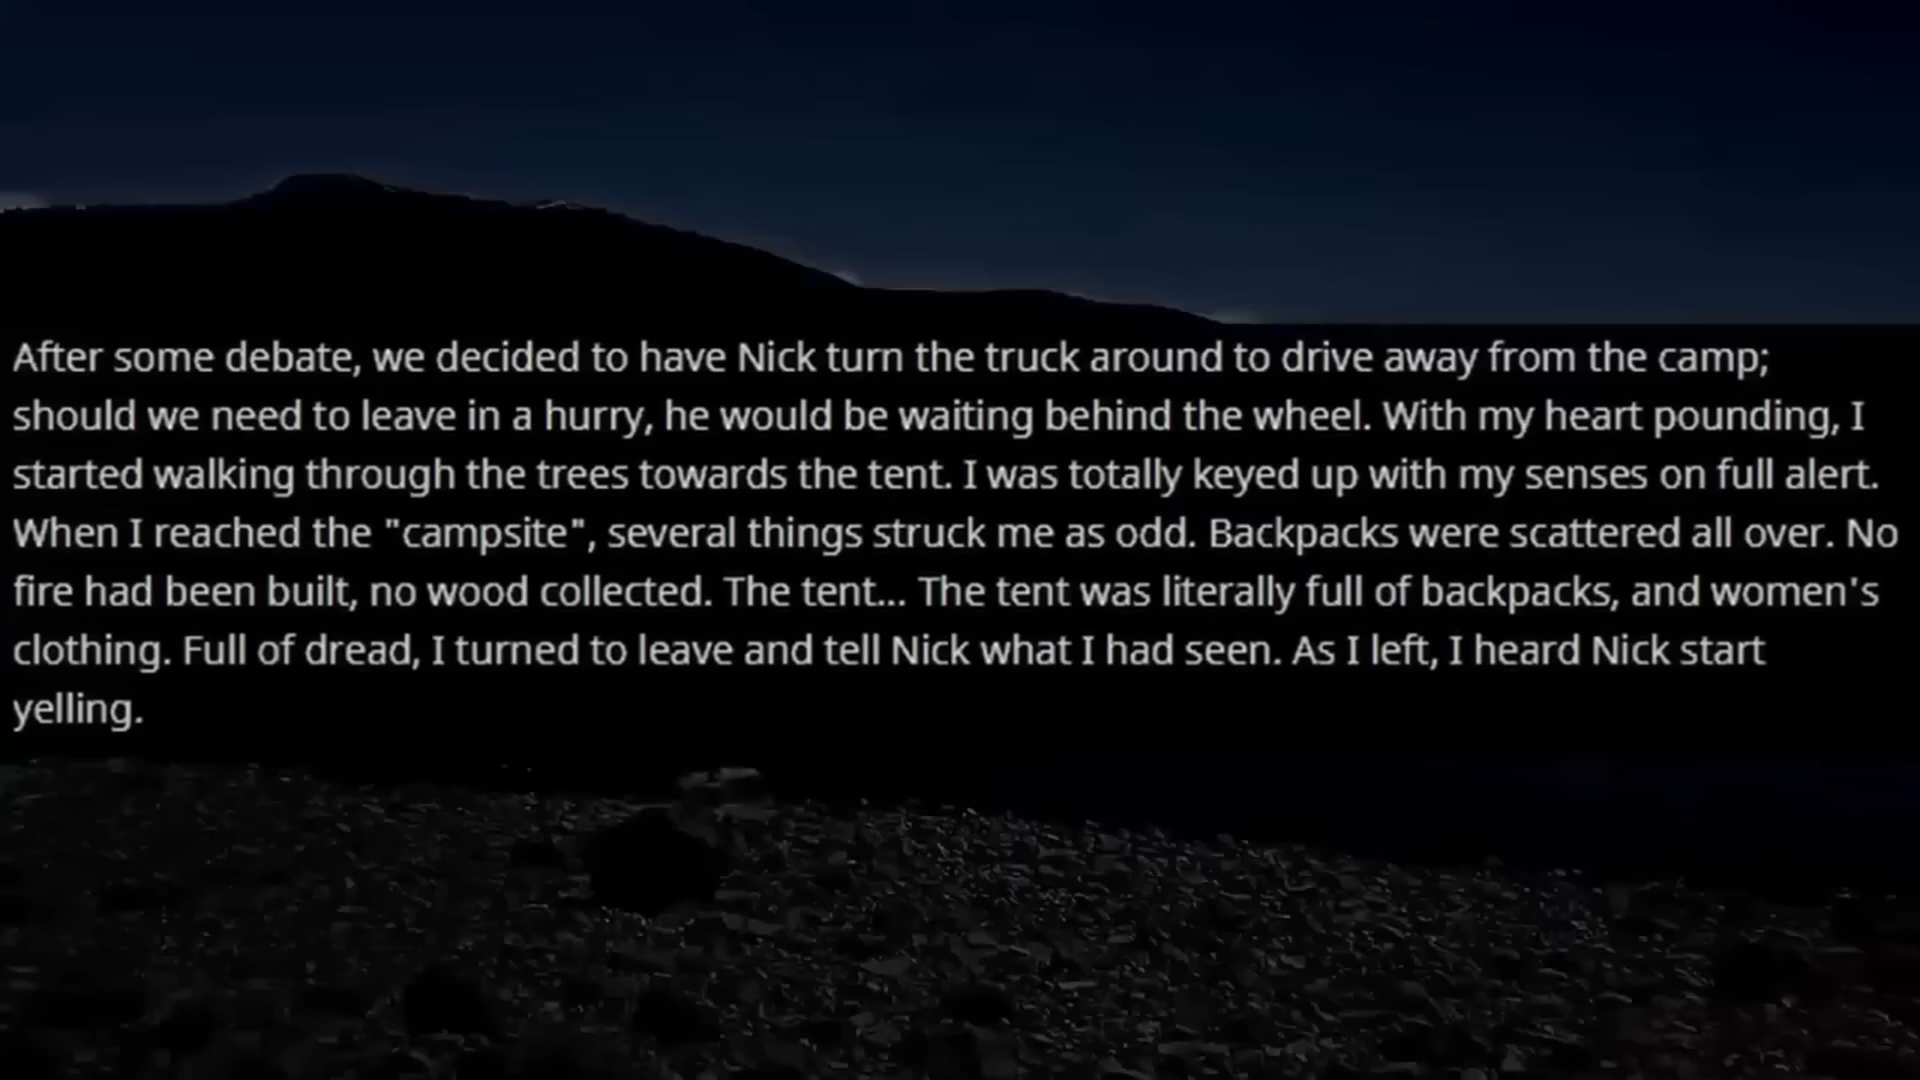 After some debate, we decided to have Nick turn the truck around to drive away from the camp;
should we need to leave in a hurry, he would be waiting behind the wheel. With my heart pounding, I
started walking through the trees towards the tent. I was totally keyed up with my senses on full alert.
When I reached the "campsite", several things struck me as odd. Backpacks were scattered all over. No
fire had been built, no wood collected. The tent... The tent was literally full of backpacks, and women's
clothing. Full of dread, I turned to leave and tell Nick what I had seen. As I left, I heard Nick start
yelling.